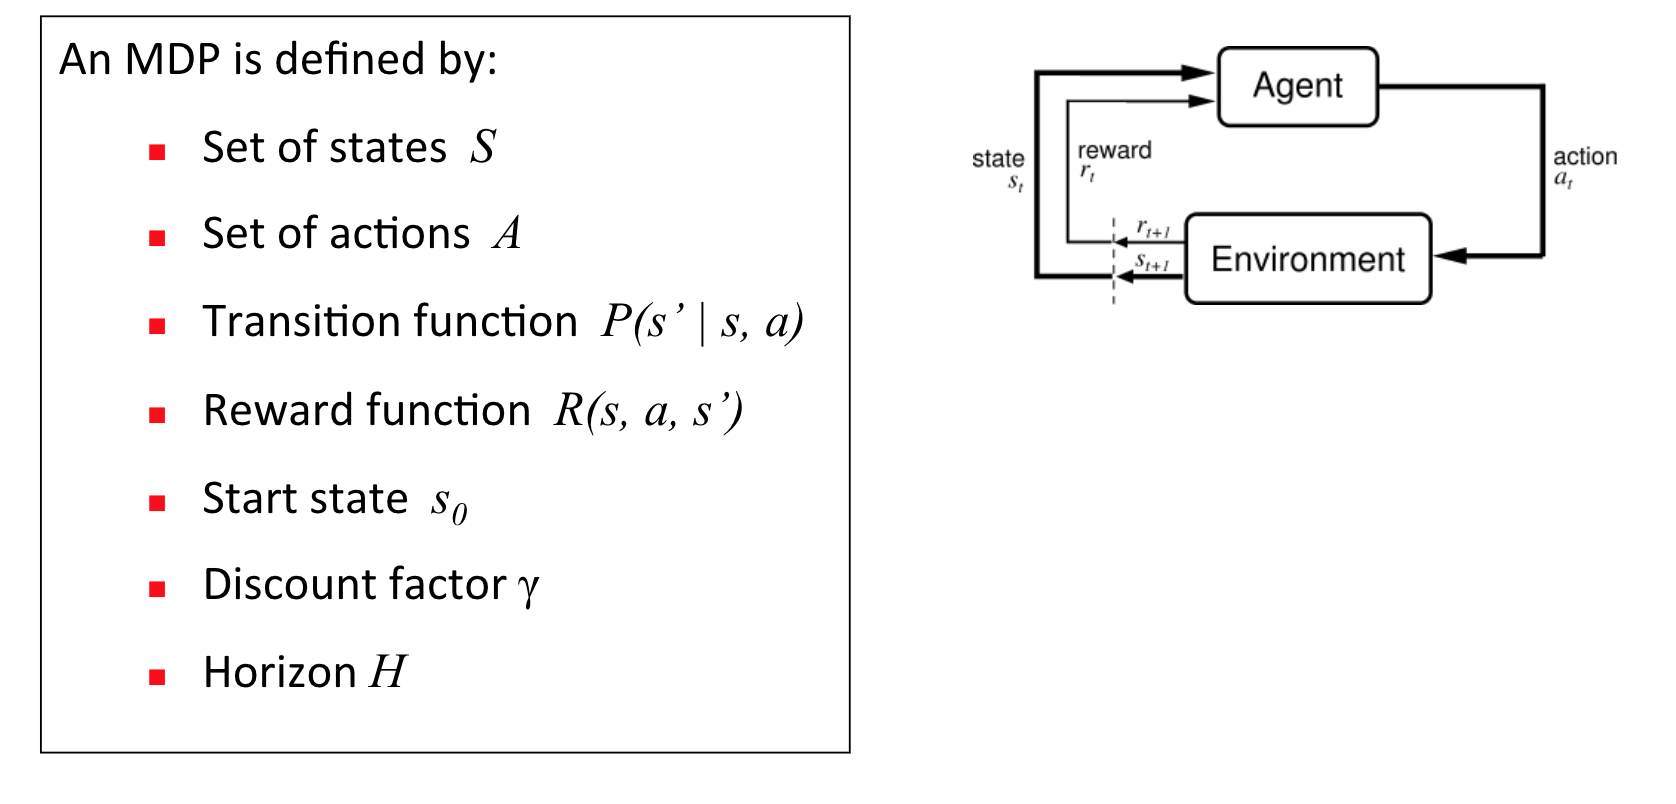 An MDP is defined by:
Set of states S
Set of actions A
Transition function P(s’ | s, a)
Reward function R(s, a, s’)
Start state s₀
Discount factor γ
Horizon H
Agent
state
sₜ
reward
rₜ
action
aₜ
rₜ₊₁
sₜ₊₁
Environment